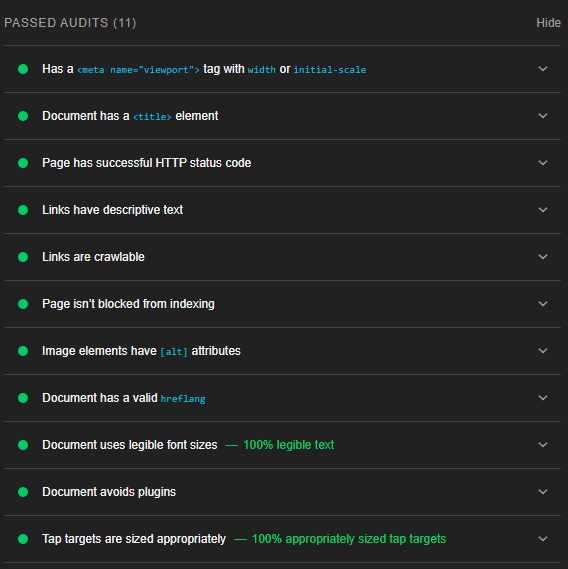 PASSED AUDITS (11) Hide
Has a <meta name="viewport"> tag with width or initial-scale
Document has a <title> element
Page has successful HTTP status code
Links have descriptive text
Links are crawlable
Page isn't blocked from indexing
Image elements have [alt] attributes
Document has a valid hreflang
Document uses legible font sizes — 100% legible text
Document avoids plugins
Tap targets are sized appropriately — 100% appropriately sized tap targets